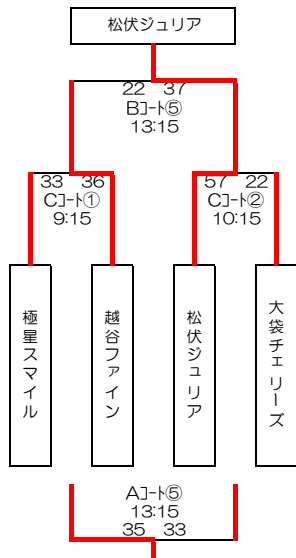 松伏ジュリア
22 37
Bｺｰﾄ⑤
13:15
33 36
Cｺｰﾄ①
9:15
57 22
Cｺｰﾄ②
10:15
極星スマイル
越谷ファイン
松伏ジュリア
大袋チェリーズ
Aｺｰﾄ⑤
13:15
35 33